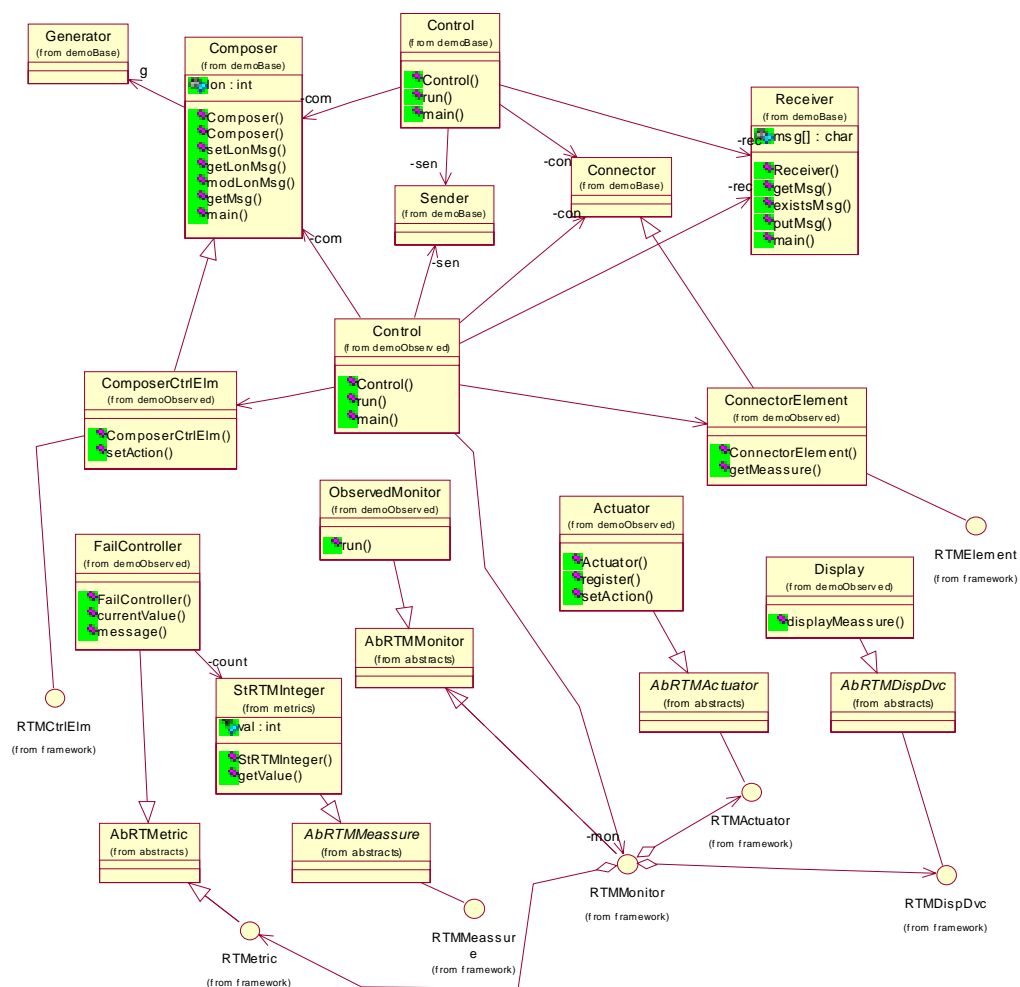 Generator
(from demoBase)
g
Composer
(from demoBase)
lon : int
Composer()
Composer()
setLonMsg()
getLonMsg()
modLonMsg()
getMsg()
main()
-com
-com
Control
(from demoBase)
Control()
run()
main()
-sen
-con
-rec
Sender
(from demoBase)
-sen
Connector
(from demoBase)
-con
Receiver
(from demoBase)
msg[] : char
Receiver()
getMsg()
existsMsg()
putMsg()
main()
-rec
Control
(from demoObserved)
Control()
run()
main()
ComposerCtrlElm
(from demoObserved)
ComposerCtrlElm()
setAction()
ConnectorElement
(from demoObserved)
ConnectorElement()
getMeassure()
RTMElement
(from framework)
ObservedMonitor
(from demoObserved)
run()
Actuator
(from demoObserved)
Actuator()
register()
setAction()
Display
(from demoObserved)
displayMeassure()
FailController
(from demoObserved)
FailController()
currentValue()
message()
-count
AbRTMMonitor
(from abstracts)
AbRTMActuator
(from abstracts)
AbRTMDispDvc
(from abstracts)
RTMCtrlElm
(from framework)
StRTMInteger
(from metrics)
val : int
StRTMInteger()
getValue()
AbRTMetric
(from abstracts)
AbRTMMeassure
(from abstracts)
-mon
RTMMonitor
(from framework)
RTMActuator
(from framework)
RTMDispDvc
(from framework)
RTMetric
(from framework)
RTMMeassur
e
(from framework)